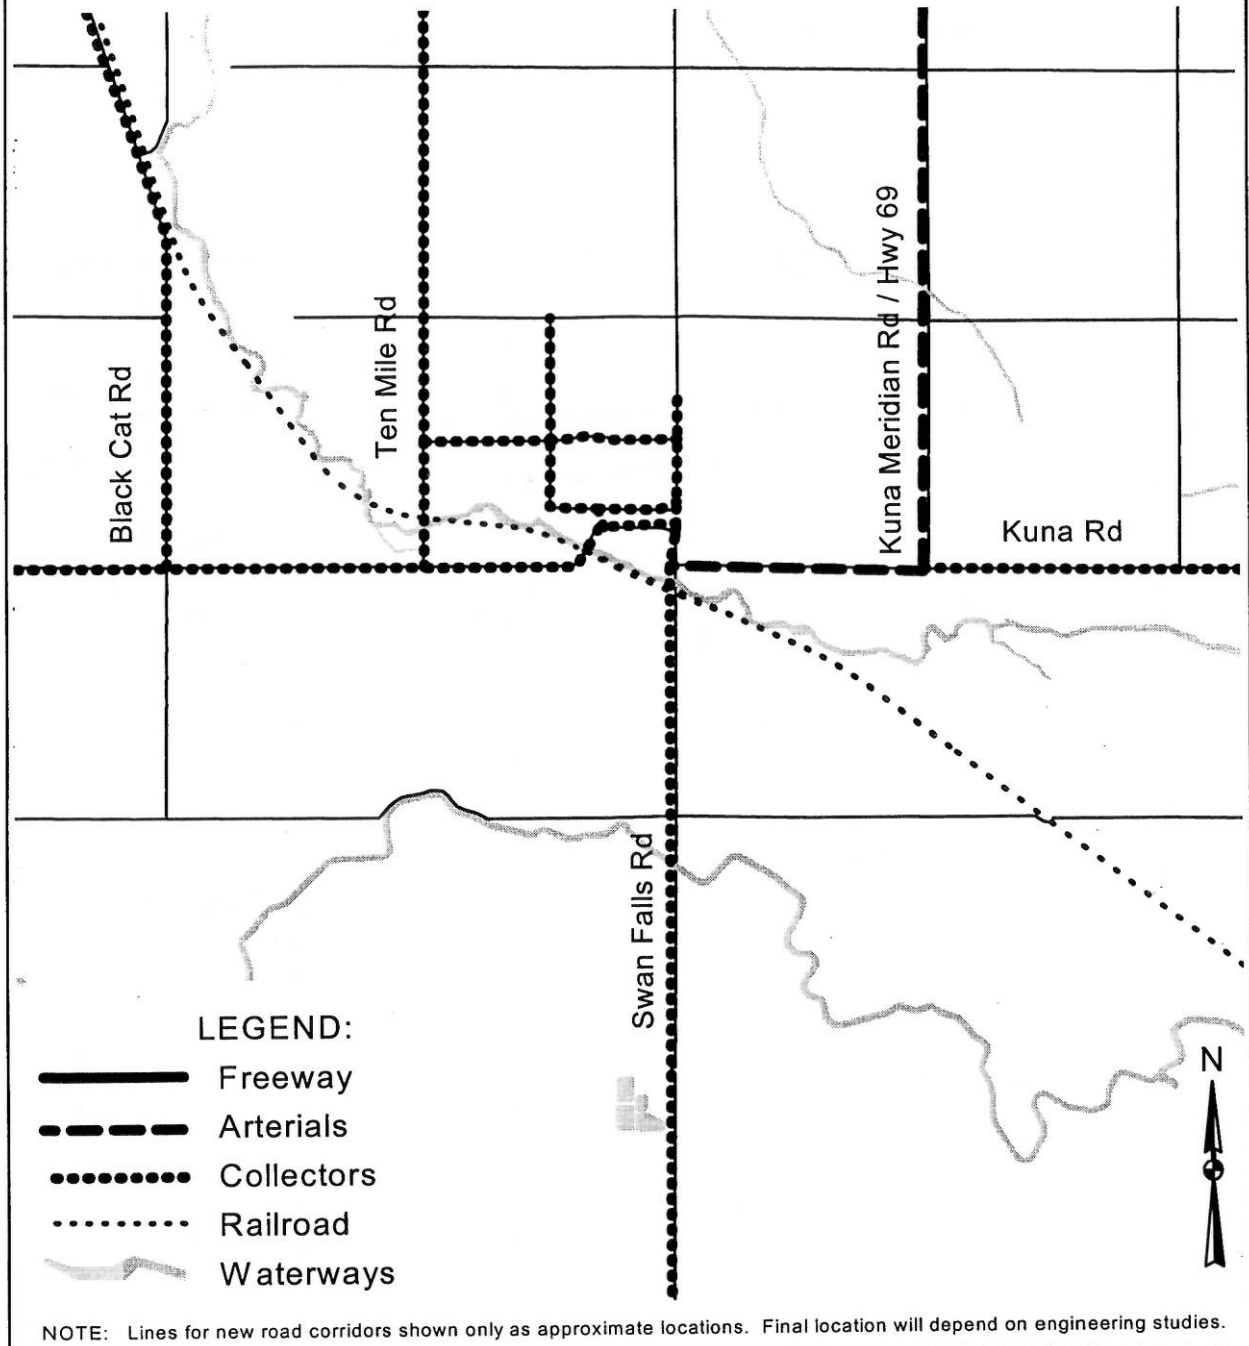 Kuna Meridian Rd / Hwy 69
Ten Mile Rd
Black Cat Rd
Kuna Rd
Swan Falls Rd
LEGEND:
Freeway
Arterials
Collectors
Railroad
Waterways
N
NOTE: Lines for new road corridors shown only as approximate locations. Final location will depend on engineering studies.